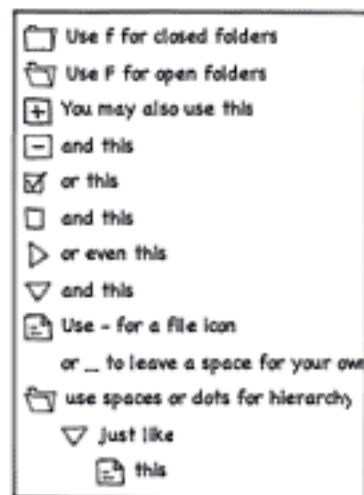 Use f for closed folders
Use F for open folders
You may also use this
and this
or this
and this
or even this
and this
Use - for a file icon
or _ to leave a space for your own
use spaces or dots for hierarchy
just like
this